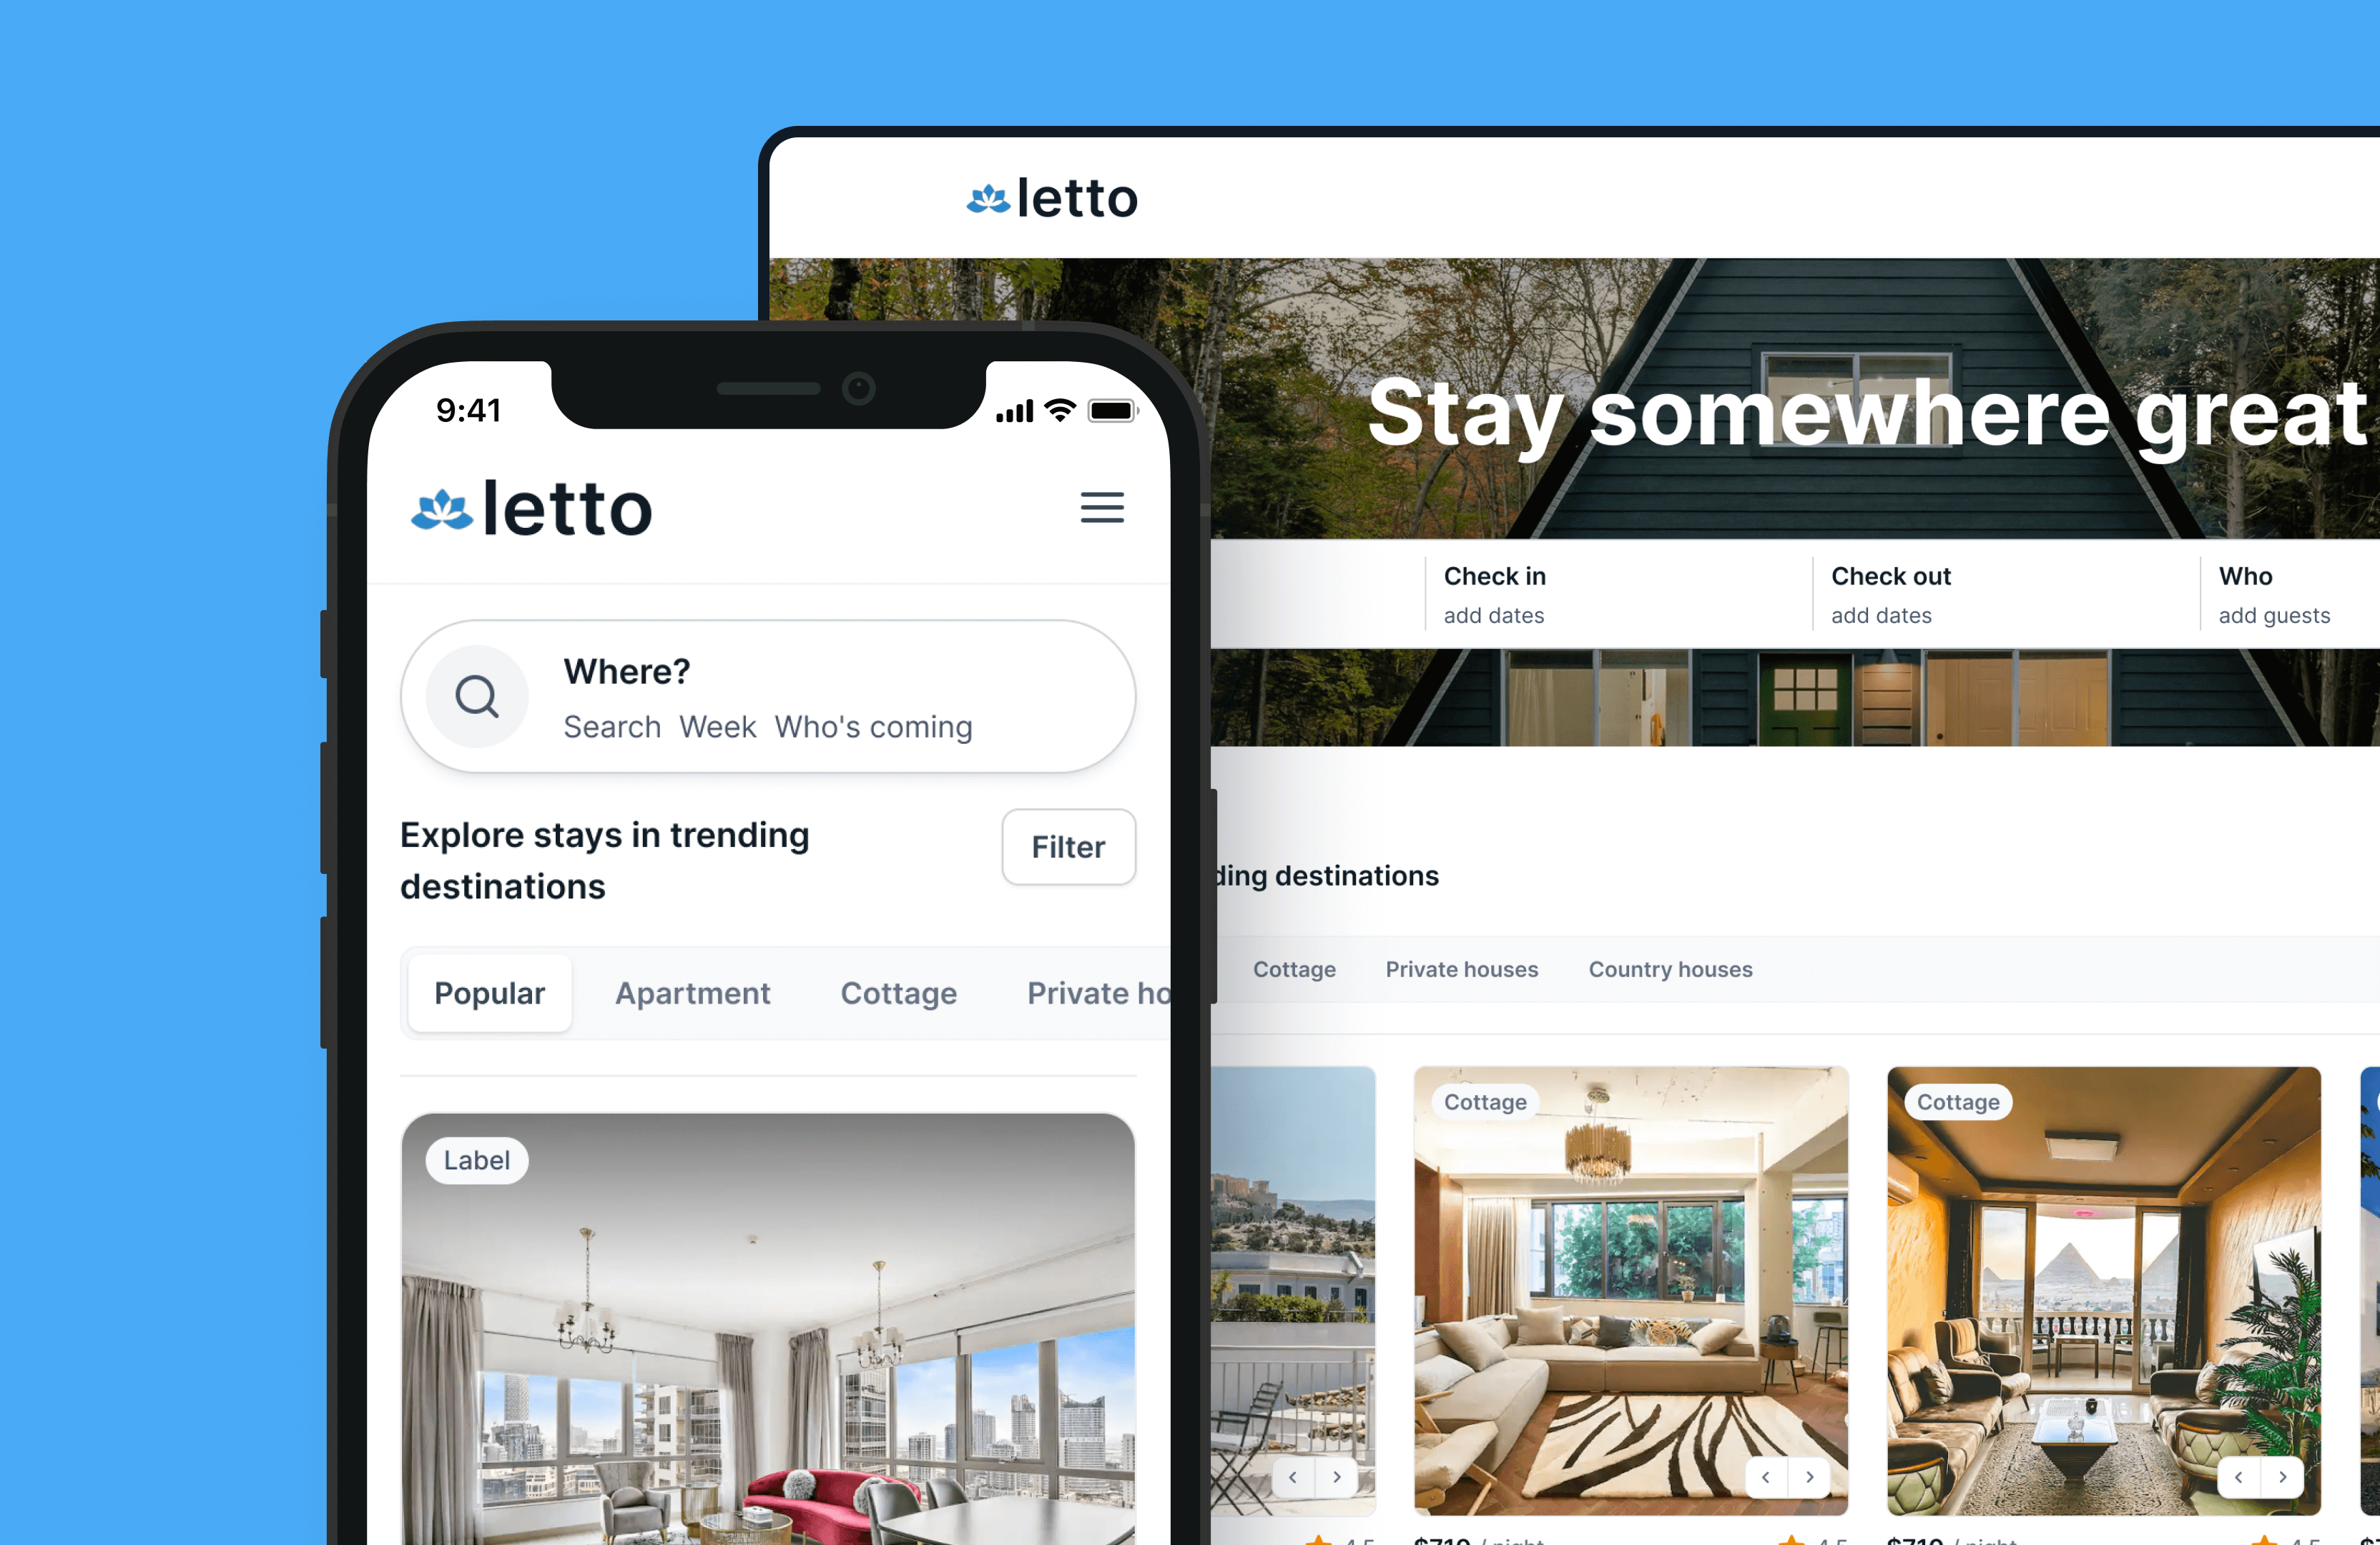 letto
Stay somewhere great
Check in
add dates
Check out
add dates
Who
add guests
destinations
Cottage
Private houses
Country houses
Cottage
Cottage
9:41
letto
Where?
Search Week Who's coming
Explore stays in trending
destinations
Filter
Popular
Apartment
Cottage
Private
Label